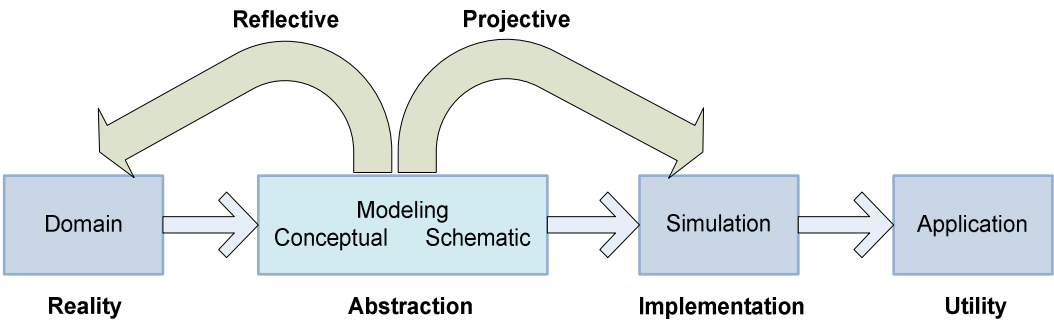 Reflective Projective
Domain
Modeling
Conceptual Schematic
Simulation
Application
Reality Abstraction Implementation Utility